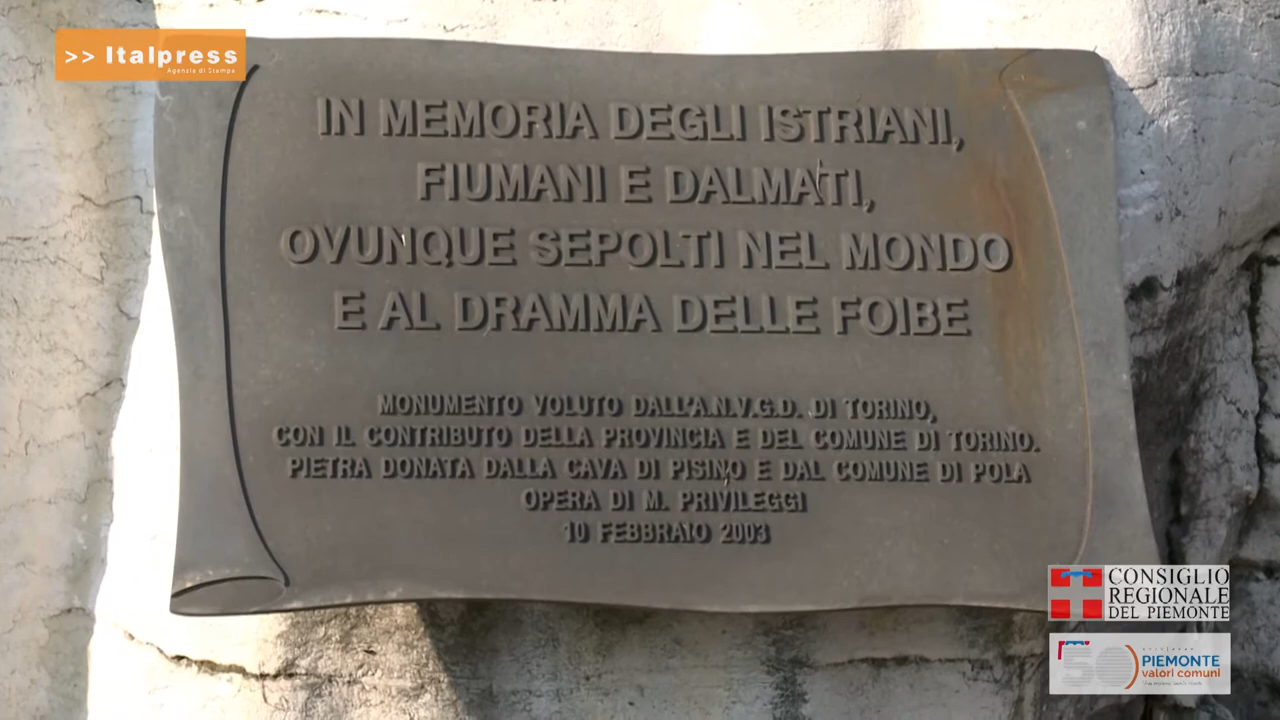 >> Italpress
Agenzia di Stampa
IN MEMORIA DEGLI ISTRIANI,
FIUMANI E DALMATI,
OVUNQUE SEPOLTI NEL MONDO
E AL DRAMMA DELLE FOIBE
MONUMENTO VOLUTO DALL'A.N.V.G.D. DI TORINO,
CON IL CONTRIBUTO DELLA PROVINCIA E DEL COMUNE DI TORINO.
PIETRA DONATA DALLA CAVA DI PISINO E DAL COMUNE DI POLA
OPERA DI M. PRIVILEGGI
10 FEBBRAIO 2003
CONSIGLIO
REGIONALE
DEL PIEMONTE
50
PIEMONTE
valori comuni